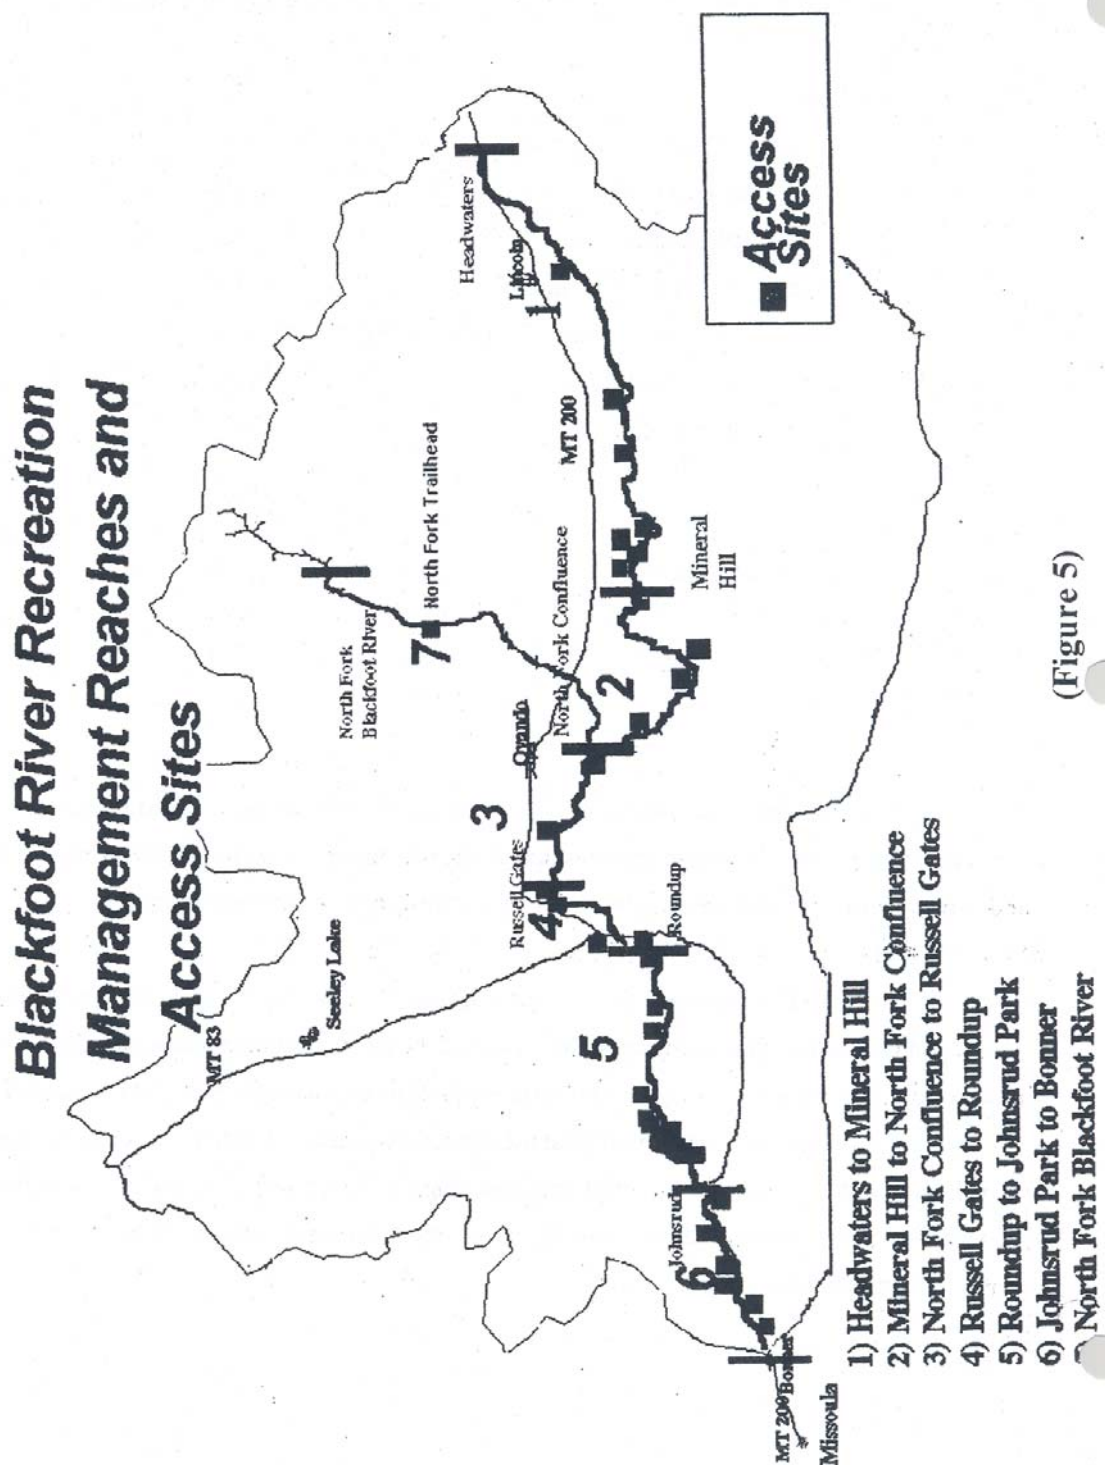 Blackfoot River Recreation
Management Reaches and
Access Sites
MT 83
Seeley Lake
North Fork
Blackfoot River
7
North Fork Trailhead
Headwaters
Lincoln
1
MT 200
Ovando
North Fork Confluence
3
Russell Gates
4
2
Mineral
Hill
Roundup
5
Johnsrud
6
MT 200
Bonner
Missoula
Access
Sites
1) Headwaters to Mineral Hill
2) Mineral Hill to North Fork Confluence
3) North Fork Confluence to Russell Gates
4) Russell Gates to Roundup
5) Roundup to Johnsrud Park
6) Johnsrud Park to Bonner
) North Fork Blackfoot River
(Figure 5)